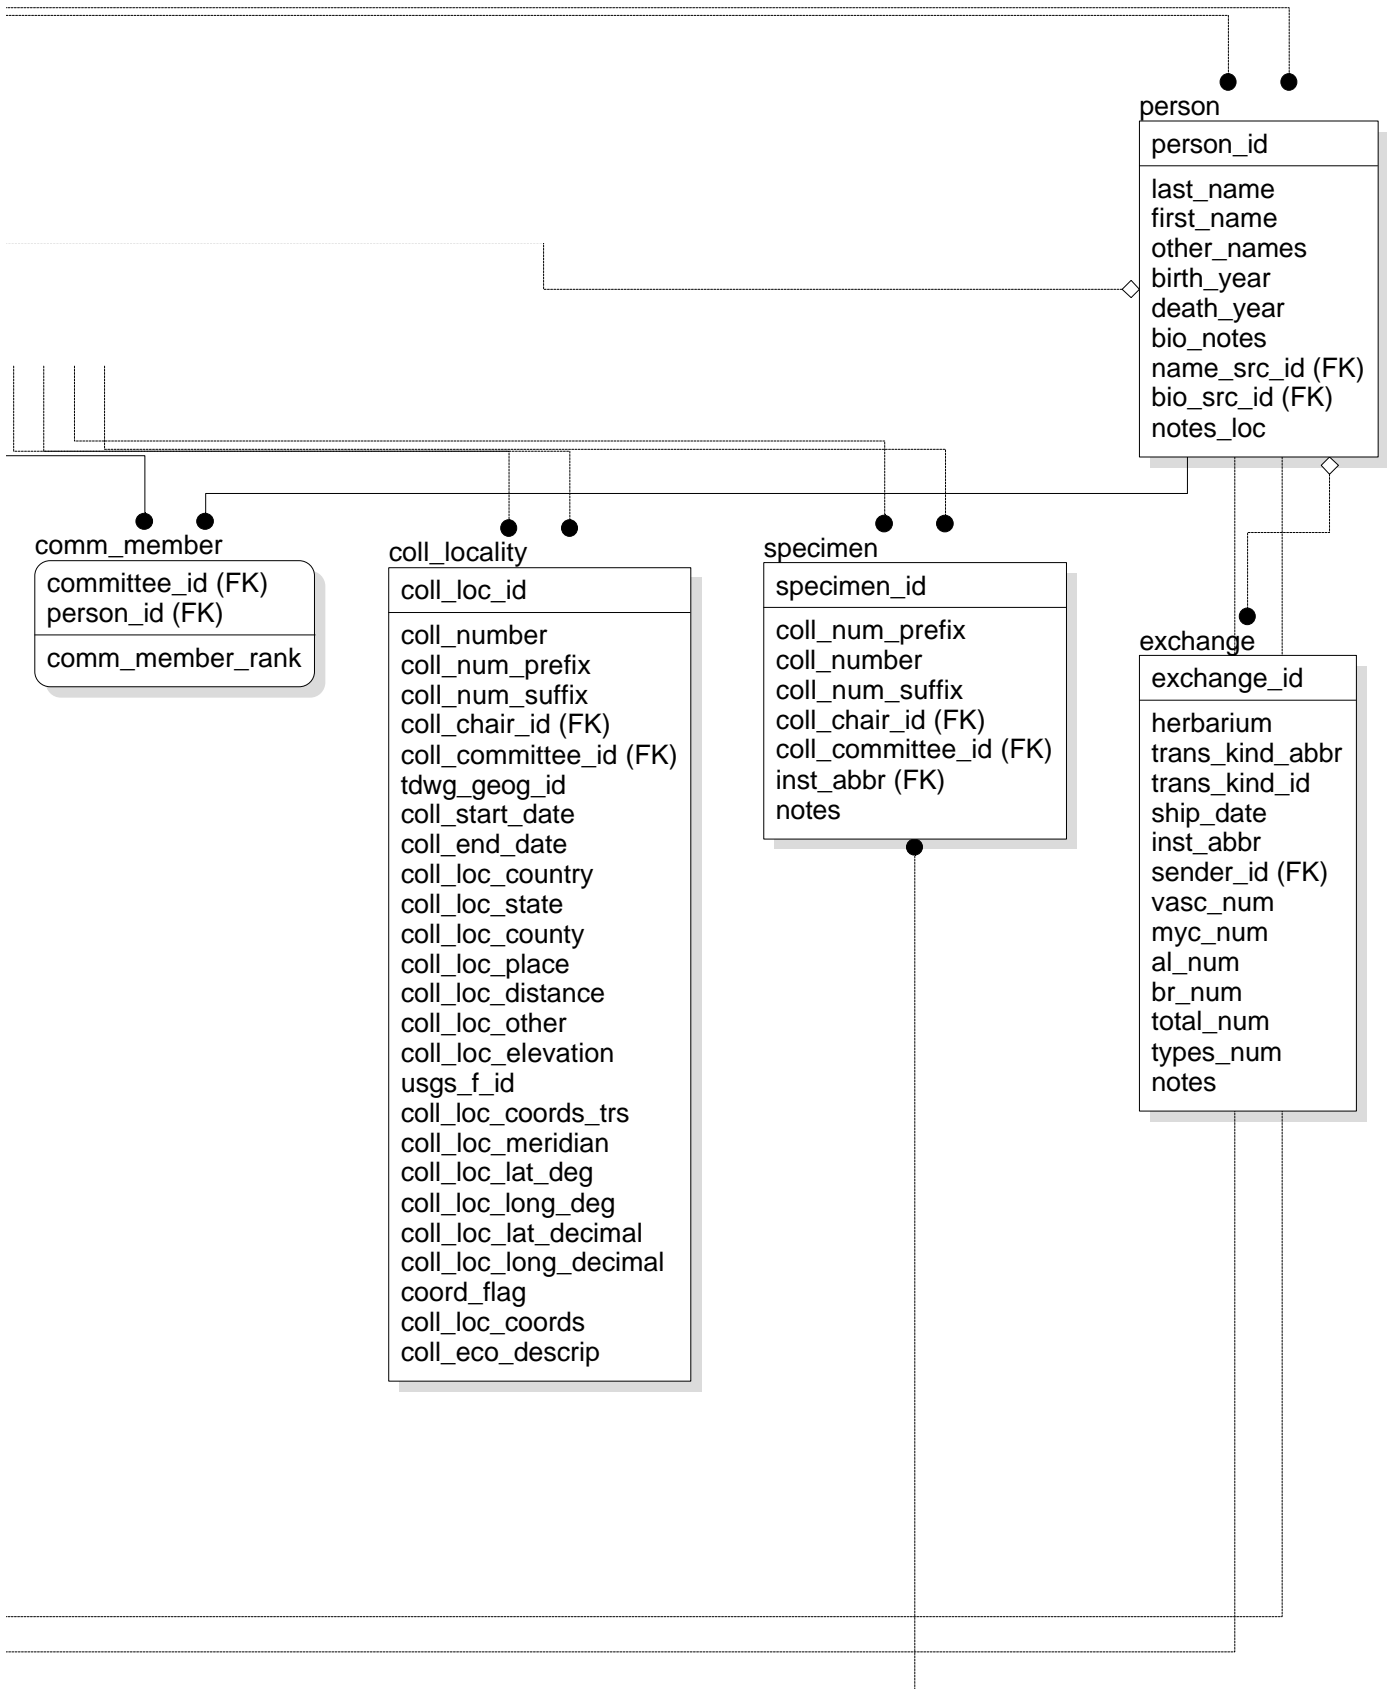 person
person_id
last_name
first_name
other_names
birth_year
death_year
bio_notes
name_src_id (FK)
bio_src_id (FK)
notes_loc
comm_member
committee_id (FK)
person_id (FK)
comm_member_rank
coll_locality
coll_loc_id
coll_number
coll_num_prefix
coll_num_suffix
coll_chair_id (FK)
coll_committee_id (FK)
tdwg_geog_id
coll_start_date
coll_end_date
coll_loc_country
coll_loc_state
coll_loc_county
coll_loc_place
coll_loc_distance
coll_loc_other
coll_loc_elevation
usgs_f_id
coll_loc_coords_trs
coll_loc_meridian
coll_loc_lat_deg
coll_loc_long_deg
coll_loc_lat_decimal
coll_loc_long_decimal
coord_flag
coll_loc_coords
coll_eco_descrip
specimen
specimen_id
coll_num_prefix
coll_number
coll_num_suffix
coll_chair_id (FK)
coll_committee_id (FK)
inst_abbr (FK)
notes
exchange
exchange_id
herbarium
trans_kind_abbr
trans_kind_id
ship_date
inst_abbr
sender_id (FK)
vasc_num
myc_num
al_num
br_num
total_num
types_num
notes